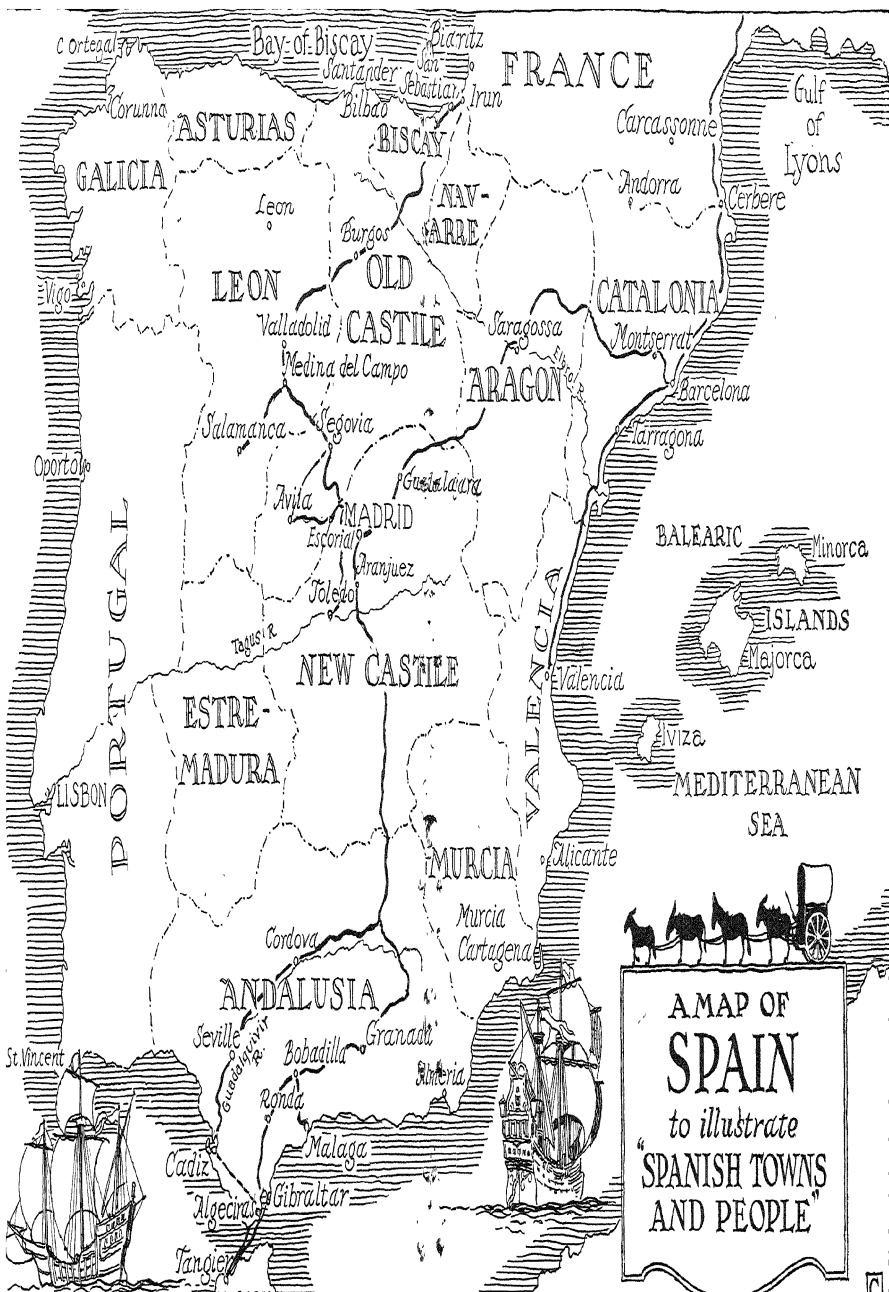 C. Ortegal
Bay of Biscay
Biaritz
Santander
San
Sebastian
Irun
FRANCE
Gulf
of
Lyons
Corunna
ASTURIAS
Bilbao
BISCAY
Carcassonne
GALICIA
Leon
NAV-
ARRE
Andorra
Cerbere
Burgos
Vigo
LEON
OLD
CASTILE
CATALONIA
Valladolid
Saragossa
Montserrat
Ebro R.
Medina del Campo
ARAGON
Barcelona
Salamanca
Segovia
Tarragona
Oporto
Avila
Guadalajara
MADRID
Escorial
BALEARIC
ISLANDS
Minorca
Majorca
Aranjuez
Toledo
PORTUGAL
Tagus R
NEW CASTILE
VALENCIA
Valencia
ESTRE-
MADURA
Iviza
LISBON
MEDITERRANEAN
SEA
MURCIA
Alicante
Murcia
Cartagena
Cordova
ANDALUSIA
Seville
Guadalquivir
R.
Granada
St. Vincent
Bobadilla
Almeria
Ronda
Malaga
Cadiz
Algeciras
Gibraltar
Tangier
A MAP OF
SPAIN
to illustrate
"SPANISH TOWNS
AND PEOPLE"
C